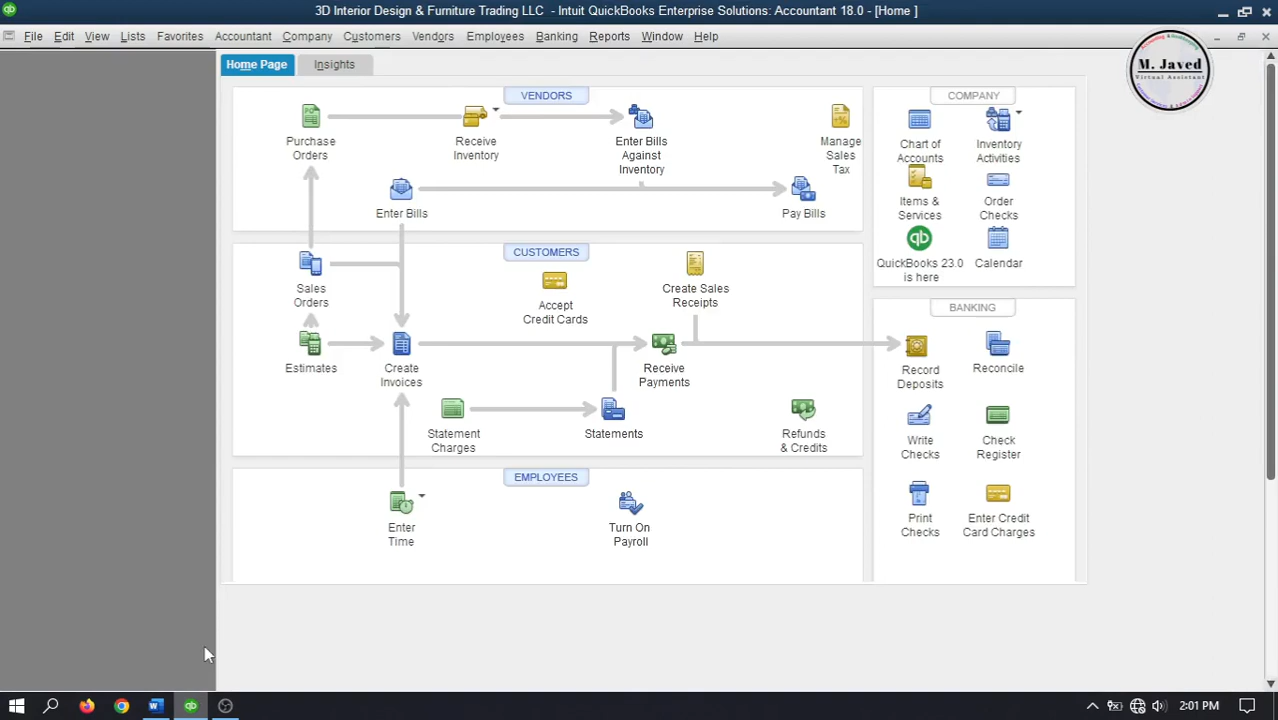 3D Interior Design & Furniture Trading LLC - Intuit QuickBooks Enterprise Solutions: Accountant 18.0 - [Home ]
File Edit View Lists Favorites Accountant Company Customers Vendors Employees Banking Reports Window Help
M. Javed
Virtual Assistant
Home Page
Insights
VENDORS
Purchase
Orders
Receive
Inventory
Enter Bills
Against
Inventory
Manage
Sales
Tax
Enter Bills
Pay Bills
CUSTOMERS
Sales
Orders
Accept
Credit Cards
Create Sales
Receipts
Estimates
Create
Invoices
Receive
Payments
Statement
Charges
Statements
Refunds
& Credits
EMPLOYEES
Enter
Time
Turn On
Payroll
COMPANY
Chart of
Accounts
Inventory
Activities
Items &
Services
Order
Checks
QuickBooks 23.0
is here
Calendar
BANKING
Record
Deposits
Reconcile
Write
Checks
Check
Register
Print
Checks
Enter Credit
Card Charges
2:01 PM